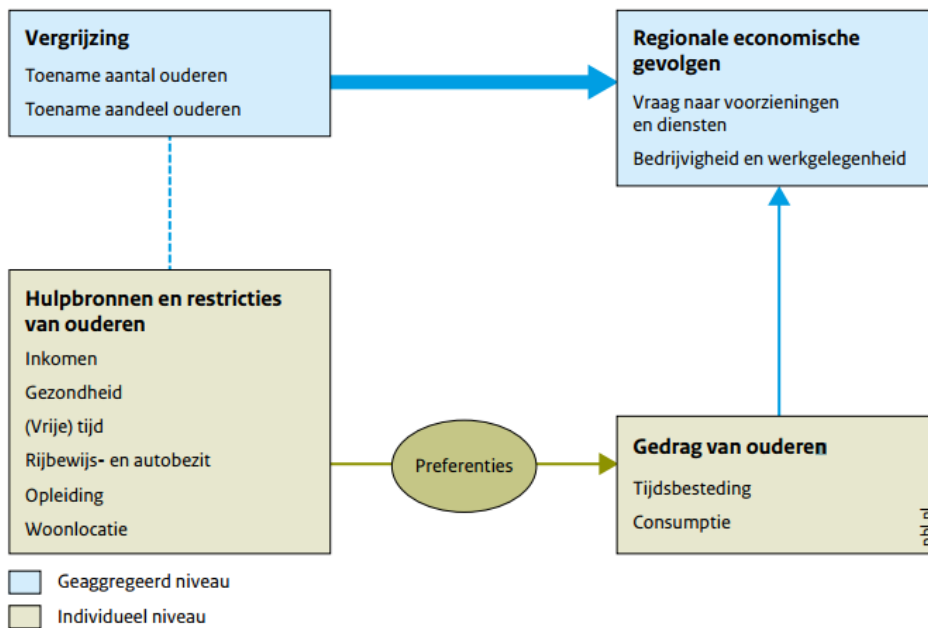 Vergrijzing
Toename aantal ouderen
Toename aandeel ouderen
Regionale economische
gevolgen
Vraag naar voorzieningen
en diensten
Bedrijvigheid en werkgelegenheid
Hulpbronnen en restricties
van ouderen
Inkomen
Gezondheid
(Vrije) tijd
Rijbewijs- en autobezit
Opleiding
Woonlocatie
Preferenties
Gedrag van ouderen
Tijdsbesteding
Consumptie
Geaggregeerd niveau
Individueel niveau